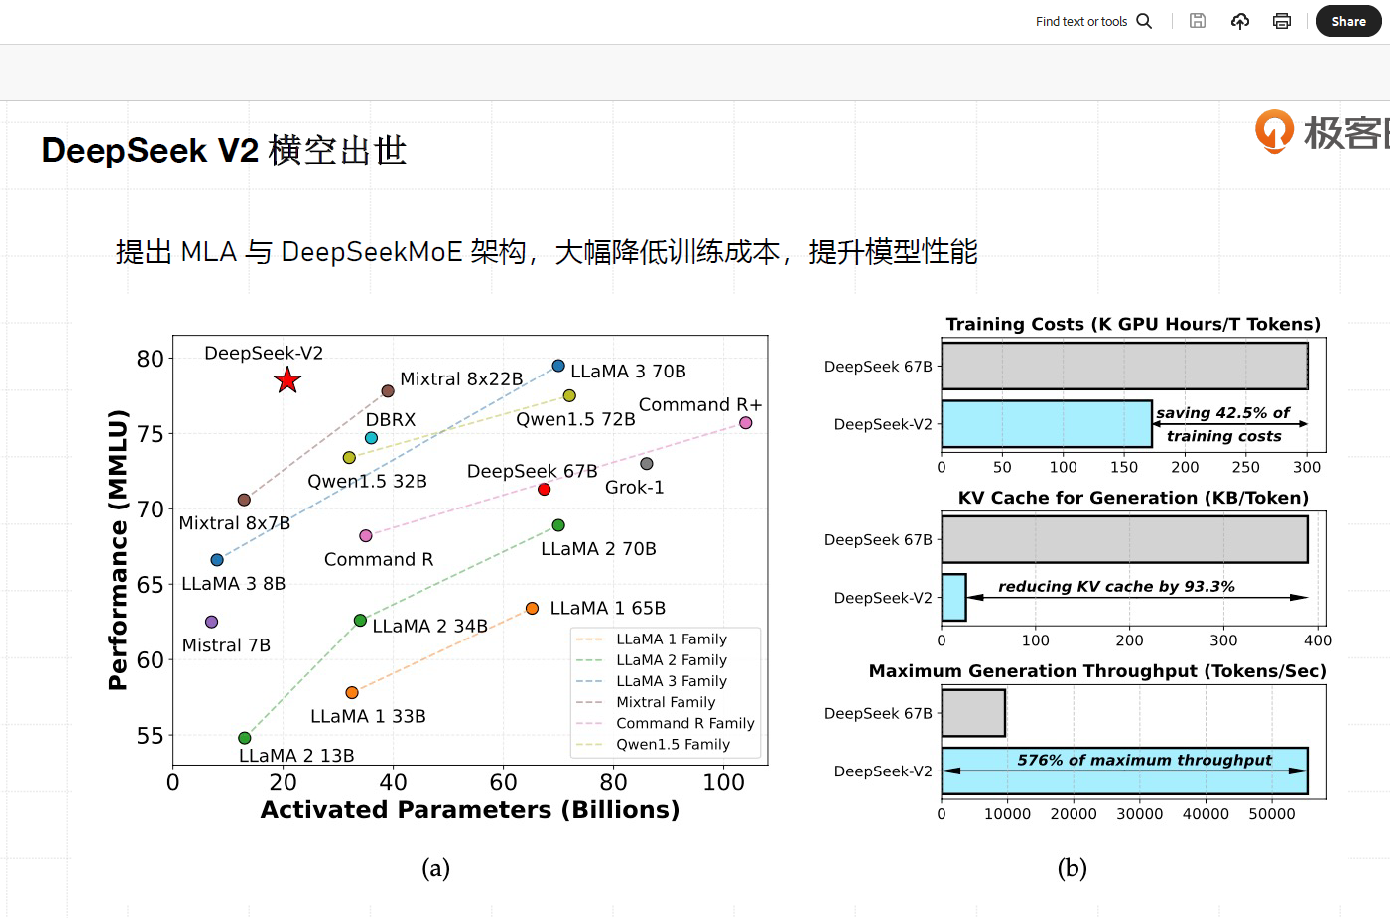 Find text or tools
Share
DeepSeek V2 横空出世
极客
提出 MLA 与 DeepSeekMoE 架构，大幅降低训练成本，提升模型性能
Performance (MMLU)
80
75
70
65
60
55
DeepSeek-V2
Mixtral 8x22B
LLaMA 3 70B
Command R+
DBRX
Qwen1.5 72B
Qwen1.5 32B
DeepSeek 67B
Grok-1
Mixtral 8x7B
Command R
LLaMA 2 70B
LLaMA 3 8B
LLaMA 1 65B
LLaMA 2 34B
Mistral 7B
LLaMA 1 33B
LLaMA 2 13B
LLaMA 1 Family
LLaMA 2 Family
LLaMA 3 Family
Mixtral Family
Command R Family
Qwen1.5 Family
0 20 40 60 80 100
Activated Parameters (Billions)
(a)
Training Costs (K GPU Hours/T Tokens)
DeepSeek 67B
DeepSeek-V2
saving 42.5% of
training costs
0 50 100 150 200 250 300
KV Cache for Generation (KB/Token)
DeepSeek 67B
DeepSeek-V2
reducing KV cache by 93.3%
0 100 200 300 400
Maximum Generation Throughput (Tokens/Sec)
DeepSeek 67B
DeepSeek-V2
576% of maximum throughput
0 10000 20000 30000 40000 50000
(b)